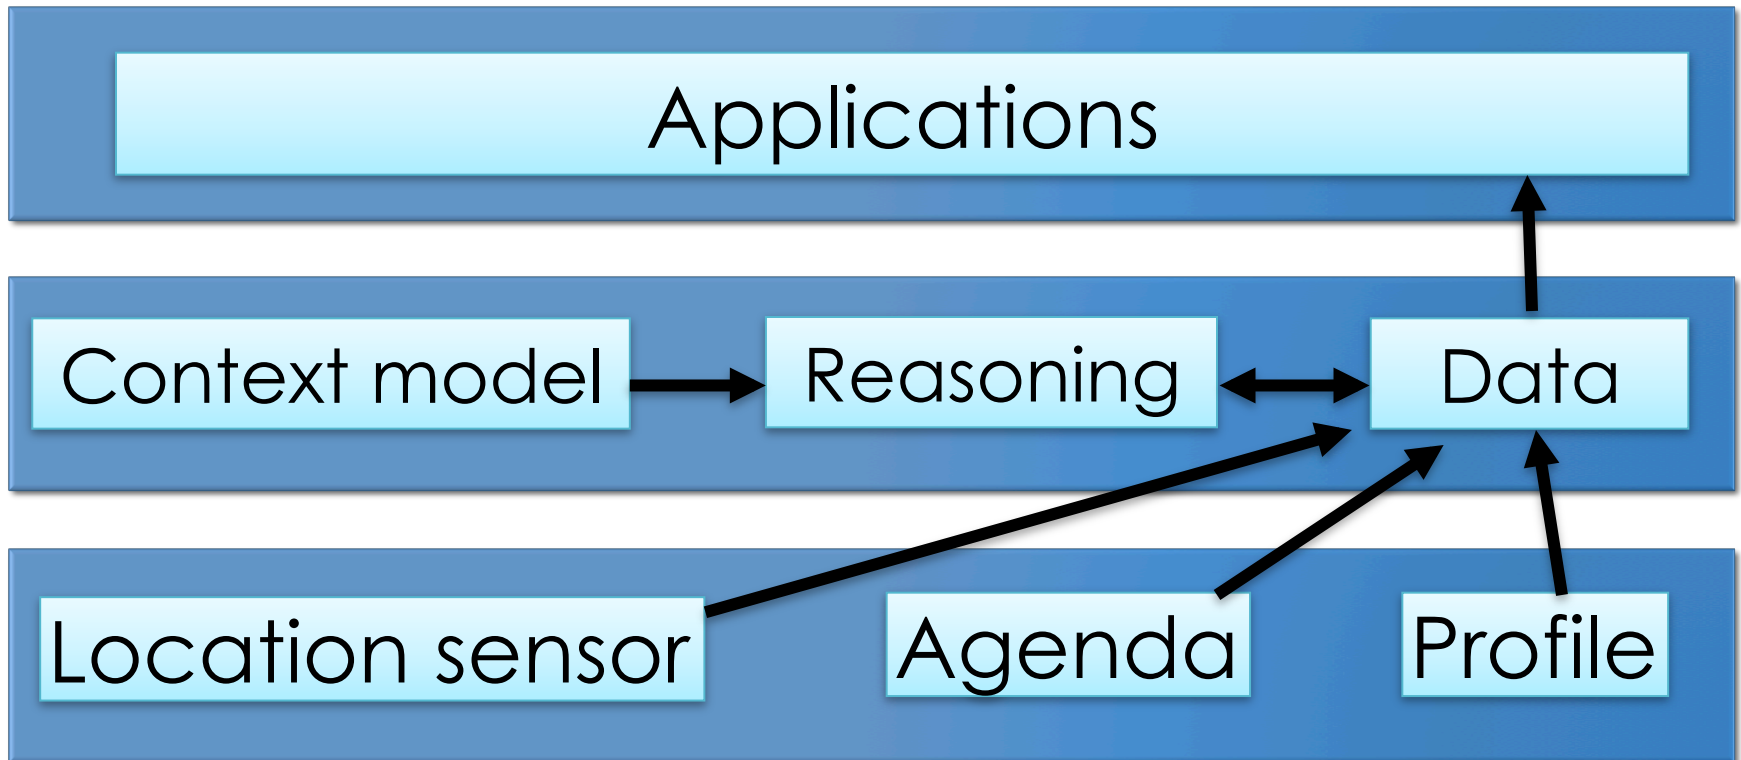 Applications
Context model
Reasoning
Data
Location sensor
Agenda
Profile